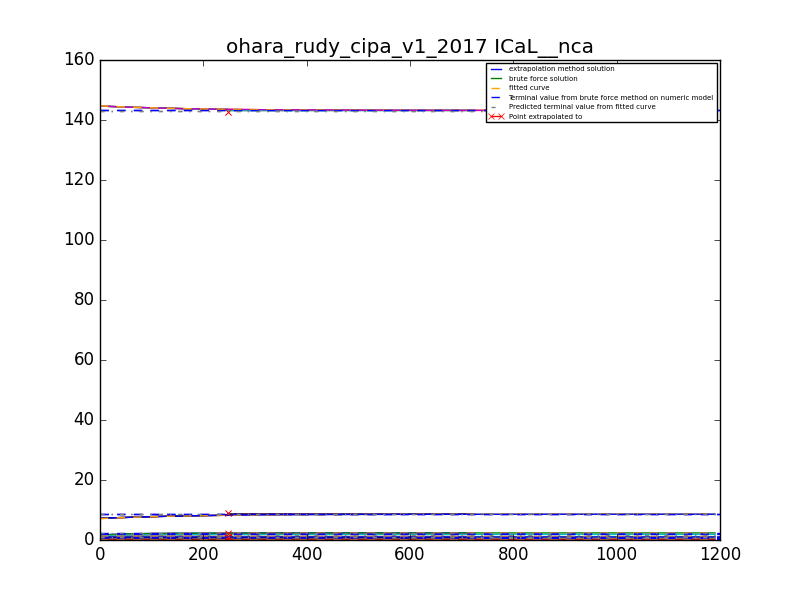 ohara_rudy_cipa_v1_2017 ICaL__nca
160
140
120
100
80
60
40
20
0
extrapolation method solution
brute force solution
fitted curve
Terminal value from brute force method on numeric model
Predicted terminal value from fitted curve
Point extrapolated to
0 200 400 600 800 1000 1200